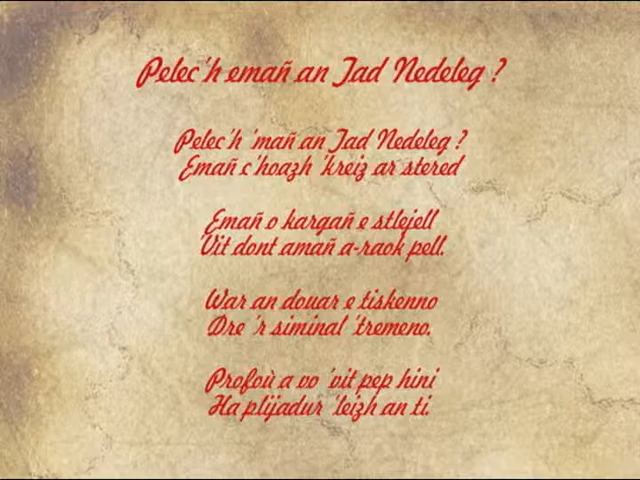 Pelec'h emañ an Tad Nedeleg ?
Pelec'h 'mañ an Tad Nedeleg ?
Emañ c'hoazh 'kreiz ar stered
Emañ o kargañ e stlejell
Vit dont amañ a-raok pell.
War an douar e tiskenno
Dre 'r siminal 'tremeno.
Profoù a vo 'vit pep hini
Ha plijadur 'leizh an ti.